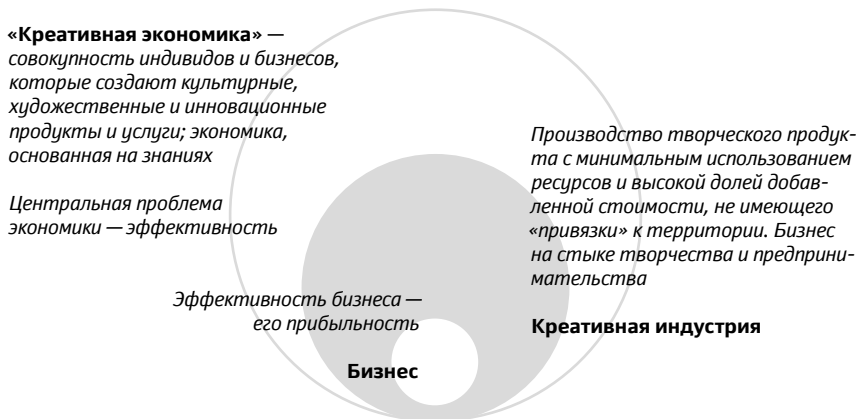 «Креативная экономика» —
совокупность индивидов и бизнесов,
которые создают культурные,
художественные и инновационные
продукты и услуги; экономика,
основанная на знаниях
Центральная проблема
экономики — эффективность
Эффективность бизнеса —
его прибыльность
Бизнес
Производство творческого продук-
та с минимальным использованием
ресурсов и высокой долей добав-
ленной стоимости, не имеющего
«привязки» к территории. Бизнес
на стыке творчества и предприни-
мательства
Креативная индустрия